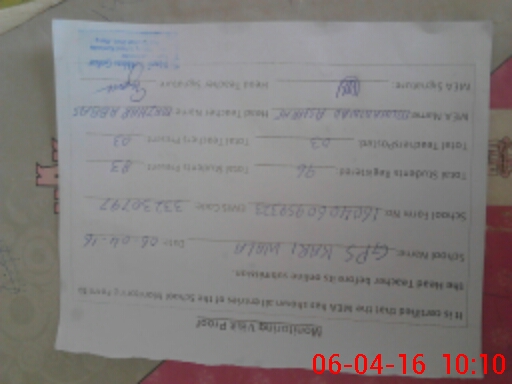 Monitoring Visit Proof
It is certified that the MEA has shown all entries of the School Monitoring Form to
the Head Teacher before its online submission.
School Name: GPS KARI WALA Date 06.04.16
School Form No: EMIS Code: 33230797
Total Students Registered 96 Total Students Present 83
Total Teachers Posted 03 Total Teachers Present 03
MEA Name: MUHAMMAD ASHRAF Head Teacher Name ABBAS
MEA Signature: Head Teacher Signature
06-04-16 10:10